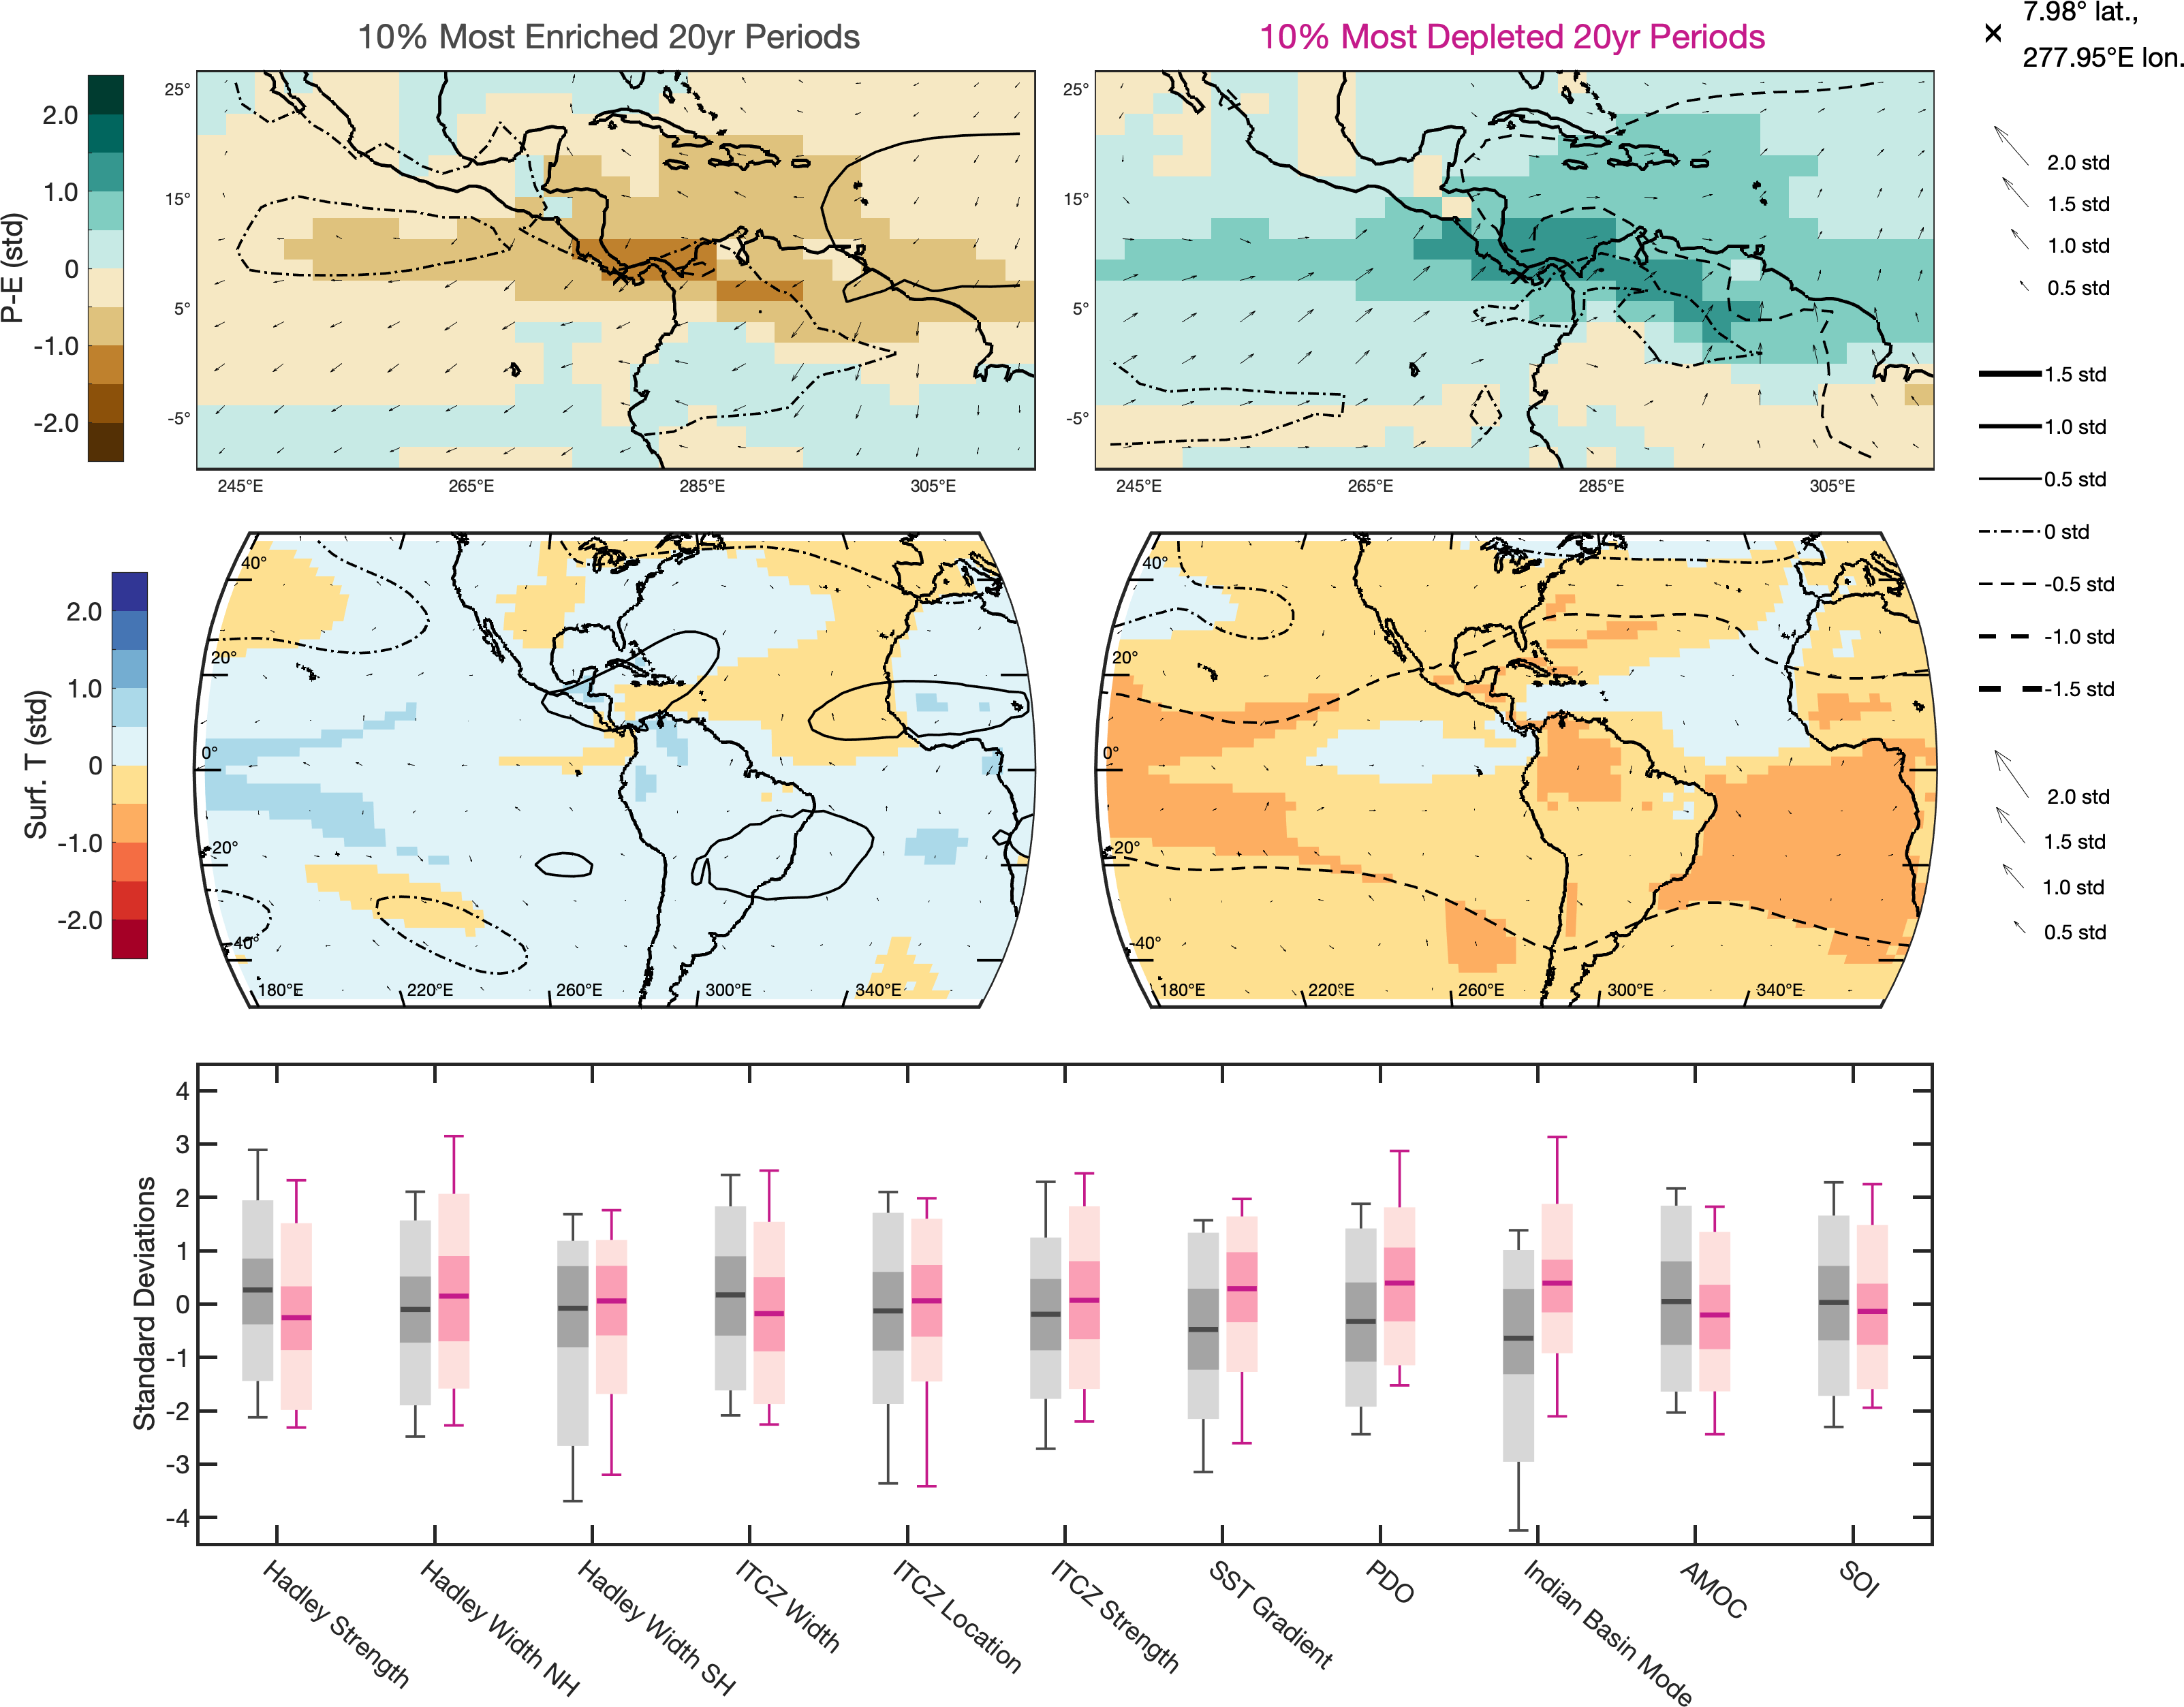 10% Most Enriched 20yr Periods
10% Most Depleted 20yr Periods
7.98° lat.,
277.95°E lon.
P-E (std)
2.0
1.0
0
-1.0
-2.0
25°
15°
5°
-5°
245°E
265°E
285°E
305°E
25°
15°
5°
-5°
245°E
265°E
285°E
305°E
2.0 std
1.5 std
1.0 std
0.5 std
1.5 std
1.0 std
0.5 std
0 std
-0.5 std
-1.0 std
-1.5 std
Surf. T (std)
2.0
1.0
0
-1.0
-2.0
40°
20°
0°
-20°
-40°
180°E
220°E
260°E
300°E
340°E
40°
20°
0°
-20°
-40°
180°E
220°E
260°E
300°E
340°E
2.0 std
1.5 std
1.0 std
0.5 std
Standard Deviations
4
3
2
1
0
-1
-2
-3
-4
Hadley Strength
Hadley Width NH
Hadley Width SH
ITCZ Width
ITCZ Location
ITCZ Strength
SST Gradient
PDO
Indian Basin Mode
AMOC
SOI